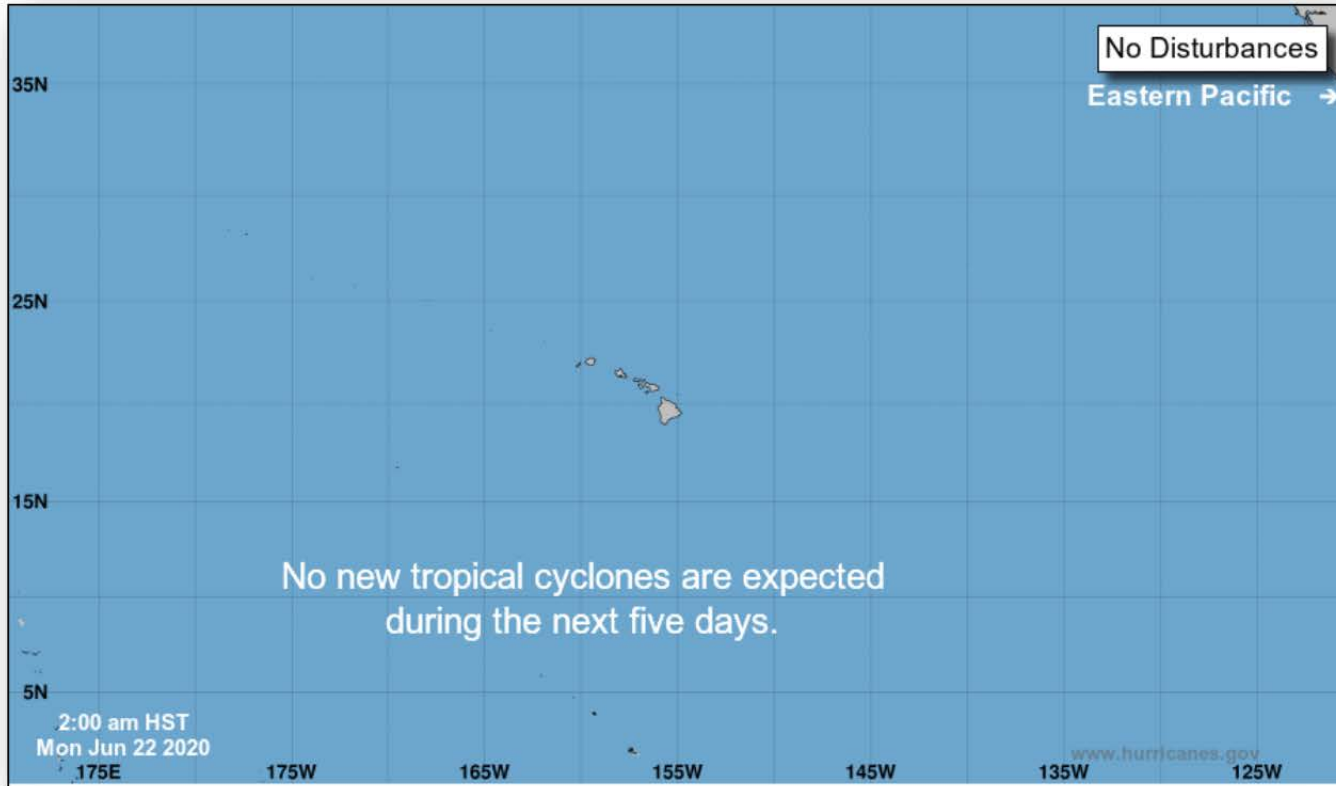 No Disturbances
35N
Eastern Pacific →
25N
15N
No new tropical cyclones are expected
during the next five days.
5N
2:00 am HST
Mon Jun 22 2020
www.hurricanes.gov
175E 175W 165W 155W 145W 135W 125W